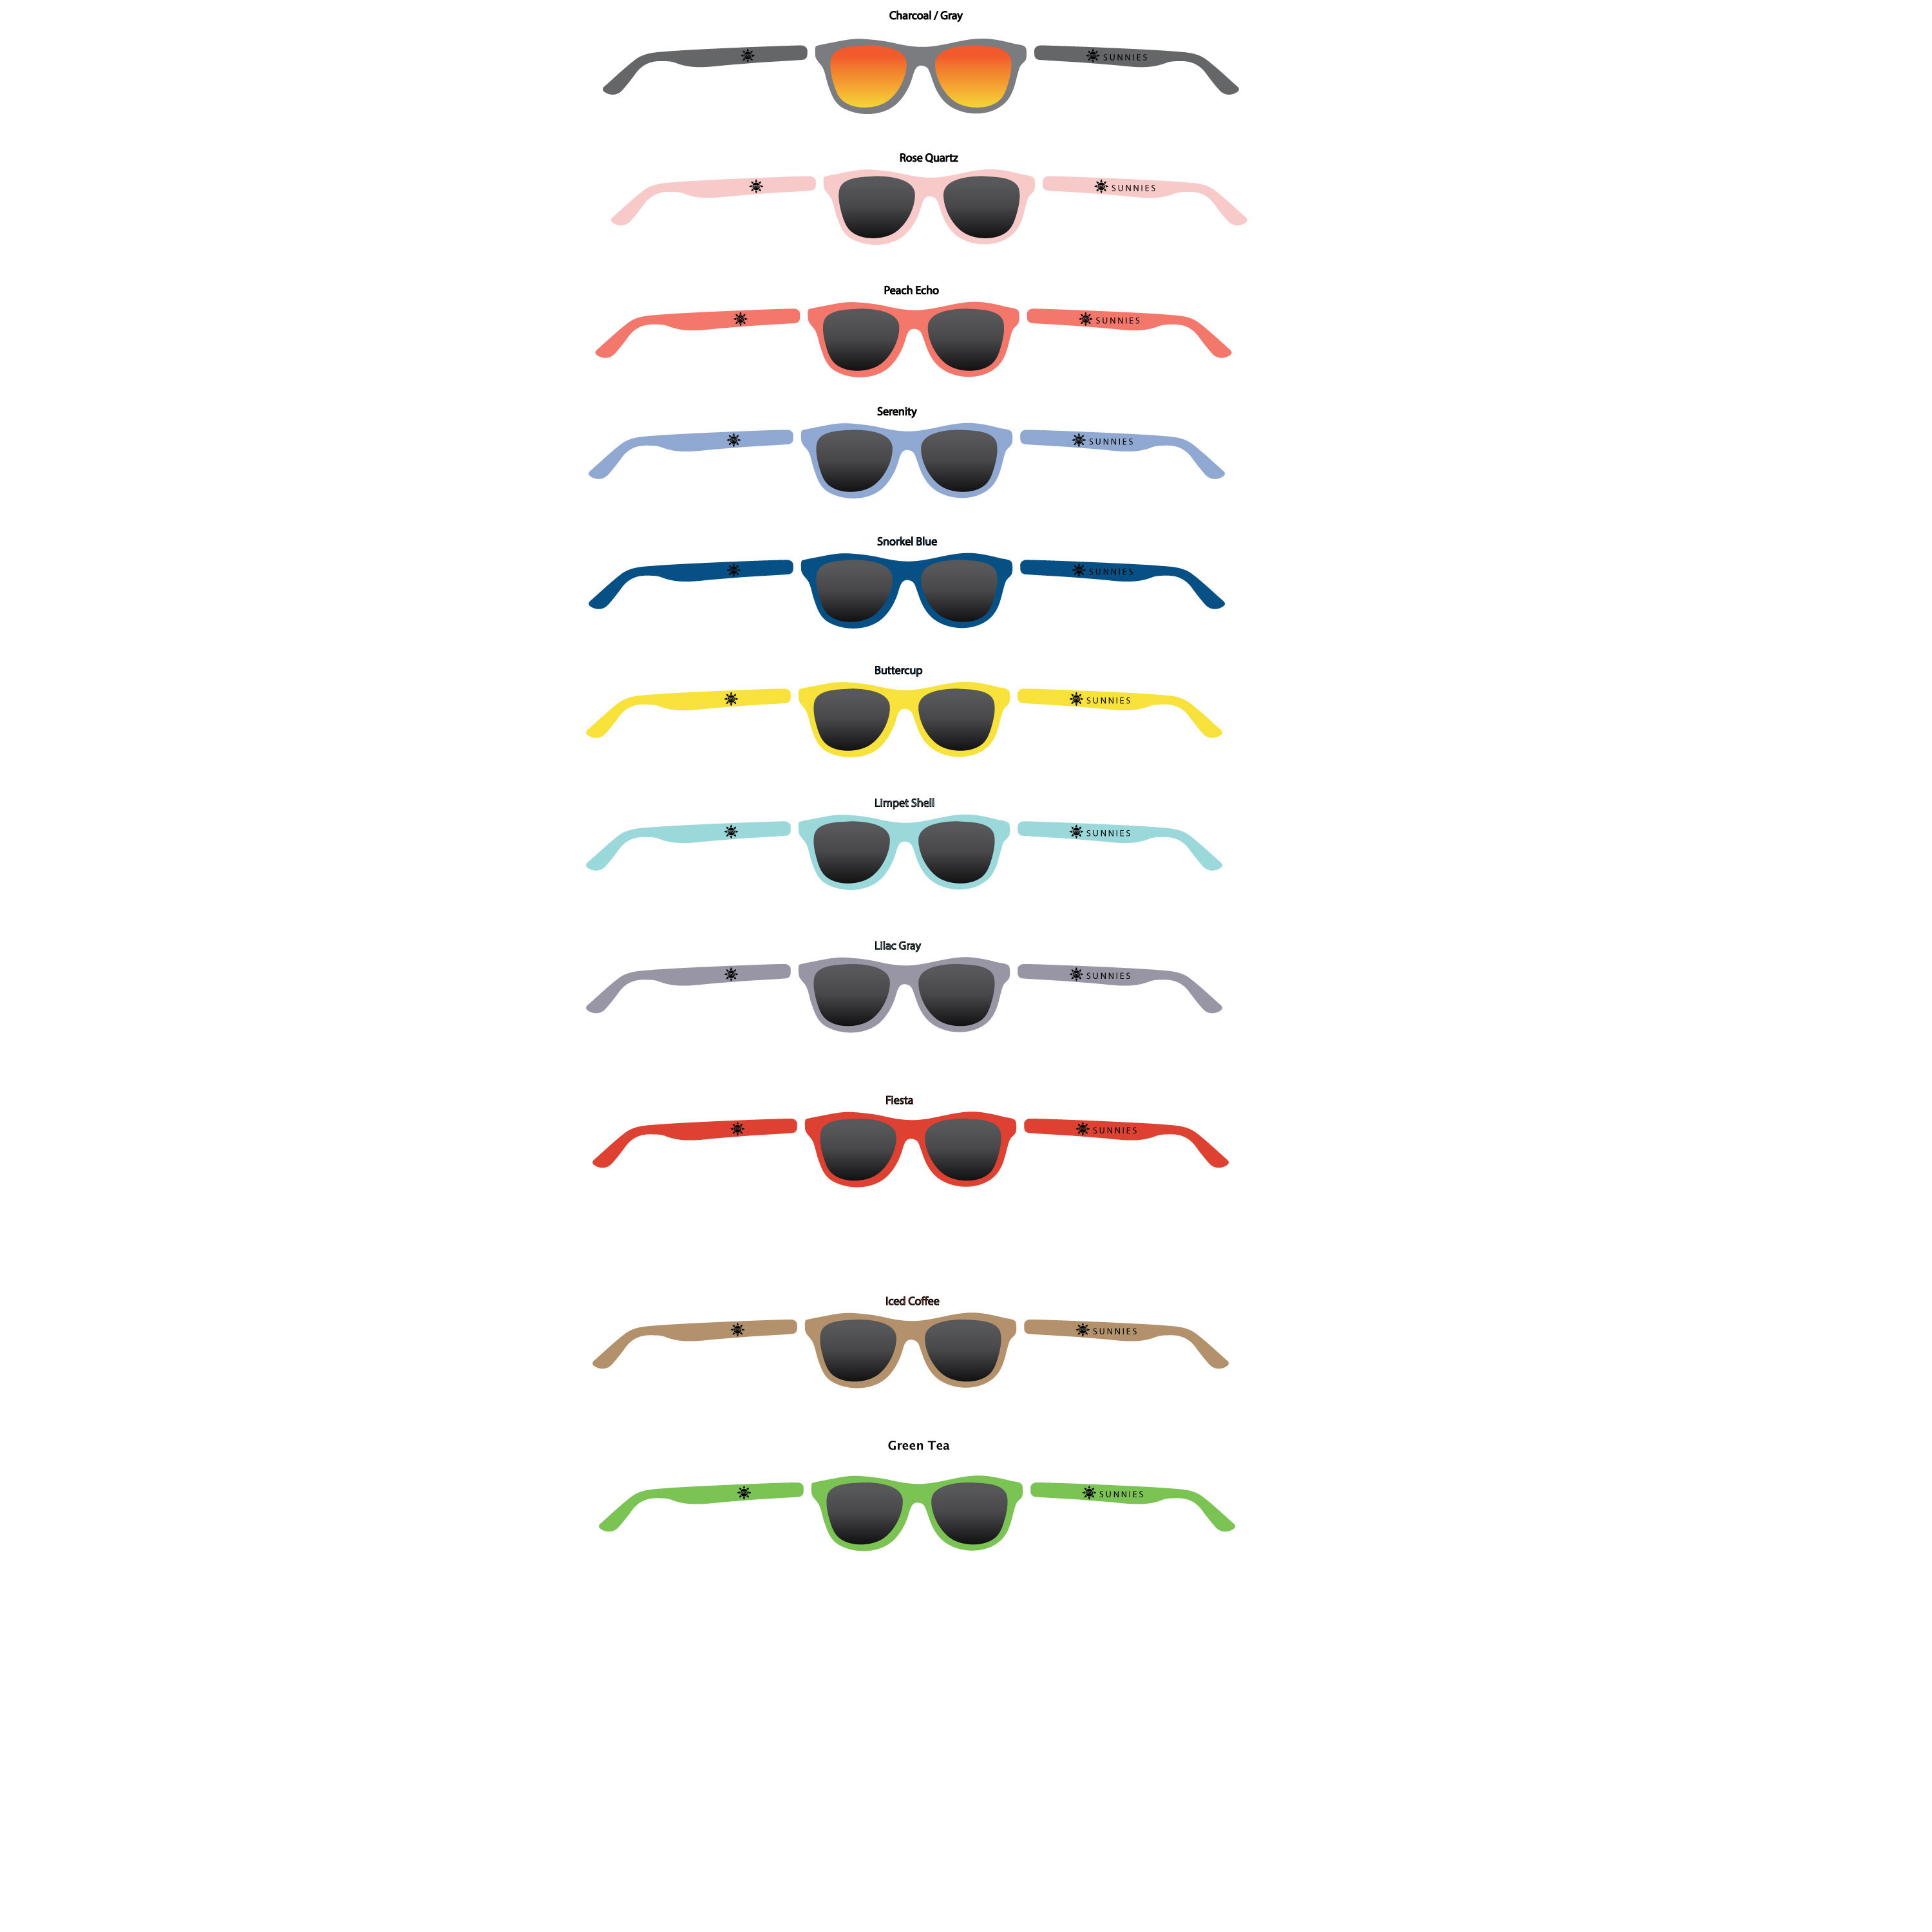 Charcoal / Gray
SUNNIES
Rose Quartz
SUNNIES
Peach Echo
SUNNIES
Serenity
SUNNIES
Snorkel Blue
SUNNIES
Buttercup
SUNNIES
Limpet Shell
SUNNIES
Lilac Gray
SUNNIES
Fiesta
SUNNIES
Iced Coffee
SUNNIES
Green Tea
SUNNIES